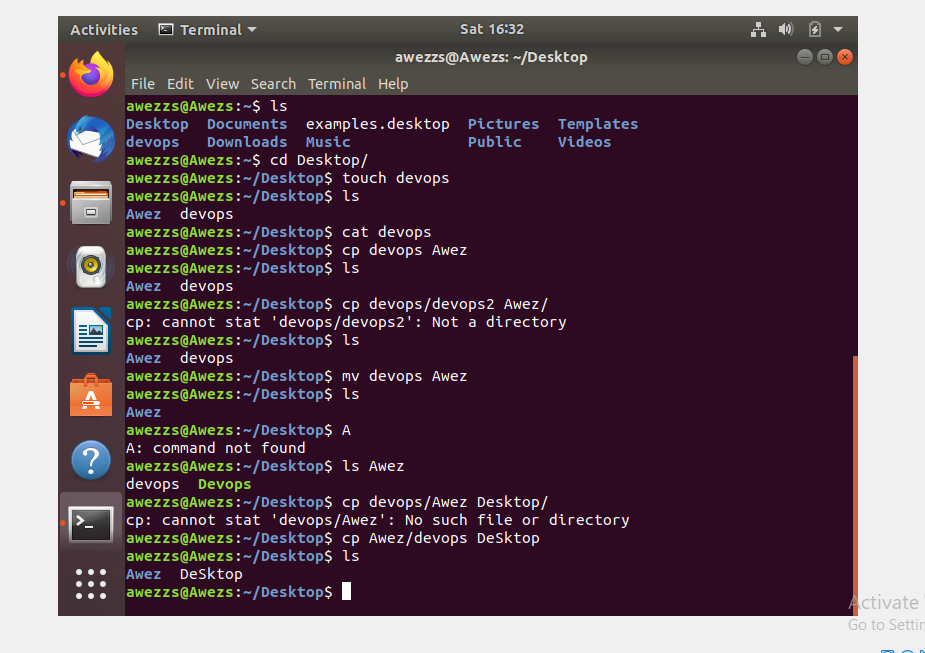 Activities Terminal Sat 16:32
awezzs@Awezs: ~/Desktop
File Edit View Search Terminal Help
awezzs@Awezs:~$ ls
Desktop Documents examples.desktop Pictures Templates
devops Downloads Music Public Videos
awezzs@Awezs:~$ cd Desktop/
awezzs@Awezs:~/Desktop$ touch devops
awezzs@Awezs:~/Desktop$ ls
Awez devops
awezzs@Awezs:~/Desktop$ cat devops
awezzs@Awezs:~/Desktop$ cp devops Awez
awezzs@Awezs:~/Desktop$ ls
Awez devops
awezzs@Awezs:~/Desktop$ cp devops/devops2 Awez/
cp: cannot stat 'devops/devops2': Not a directory
awezzs@Awezs:~/Desktop$ ls
Awez devops
awezzs@Awezs:~/Desktop$ mv devops Awez
awezzs@Awezs:~/Desktop$ ls
Awez
awezzs@Awezs:~/Desktop$ A
A: command not found
awezzs@Awezs:~/Desktop$ ls Awez
devops Devops
awezzs@Awezs:~/Desktop$ cp devops/Awez Desktop/
cp: cannot stat 'devops/Awez': No such file or directory
awezzs@Awezs:~/Desktop$ cp Awez/devops DeSktop
awezzs@Awezs:~/Desktop$ ls
Awez DeSktop
awezzs@Awezs:~/Desktop$
Activate
Go to Settin